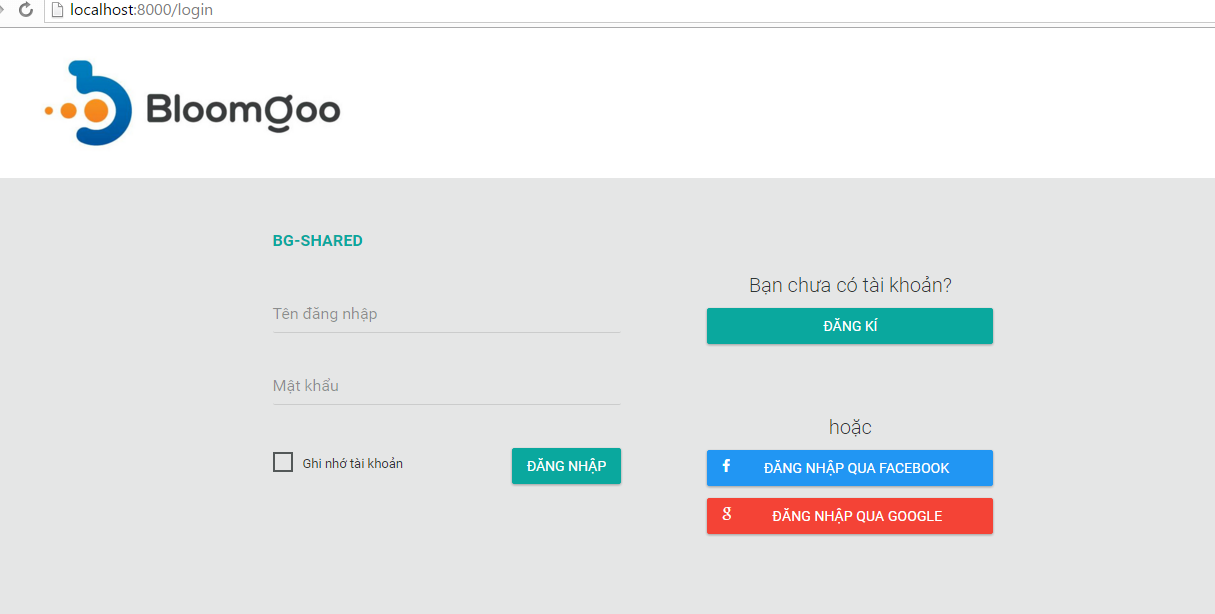 localhost:8000/login
Bloomgoo
BG-SHARED
Tên đăng nhập
Mật khẩu
Ghi nhớ tài khoản
ĐĂNG NHẬP
Bạn chưa có tài khoản?
ĐĂNG KÍ
hoặc
f ĐĂNG NHẬP QUA FACEBOOK
g ĐĂNG NHẬP QUA GOOGLE